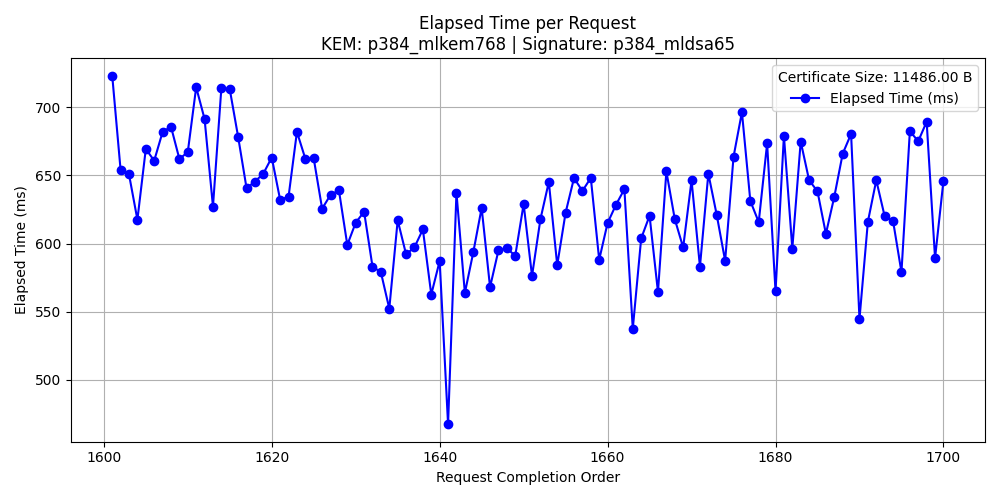 Elapsed Time per Request
KEM: p384_mlkem768 | Signature: p384_mldsa65
Certificate Size: 11486.00 B
Elapsed Time (ms)
Elapsed Time (ms)
700
650
600
550
500
1600 1620 1640 1660 1680 1700
Request Completion Order